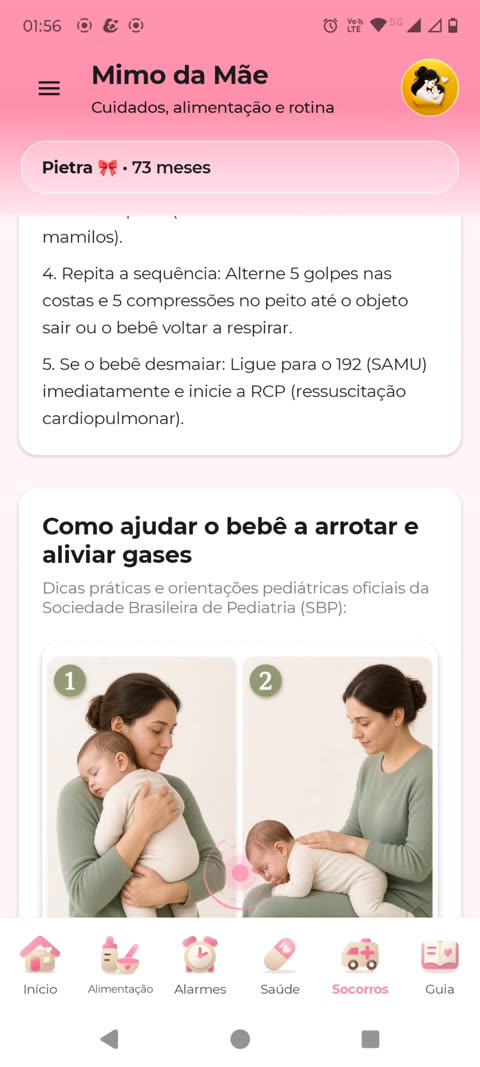 01:56
Vo)) LTE
5G
Mimo da Mãe
Cuidados, alimentação e rotina
Pietra 🎀 • 73 meses
mamilos).
4. Repita a sequência: Alterne 5 golpes nas
costas e 5 compressões no peito até o objeto
sair ou o bebê voltar a respirar.
5. Se o bebê desmaiar: Ligue para o 192 (SAMU)
imediatamente e inicie a RCP (ressuscitação
cardiopulmonar).
Como ajudar o bebê a arrotar e
aliviar gases
Dicas práticas e orientações pediátricas oficiais da
Sociedade Brasileira de Pediatria (SBP):
1
2
Início
Alimentação
Alarmes
Saúde
Socorros
Guia